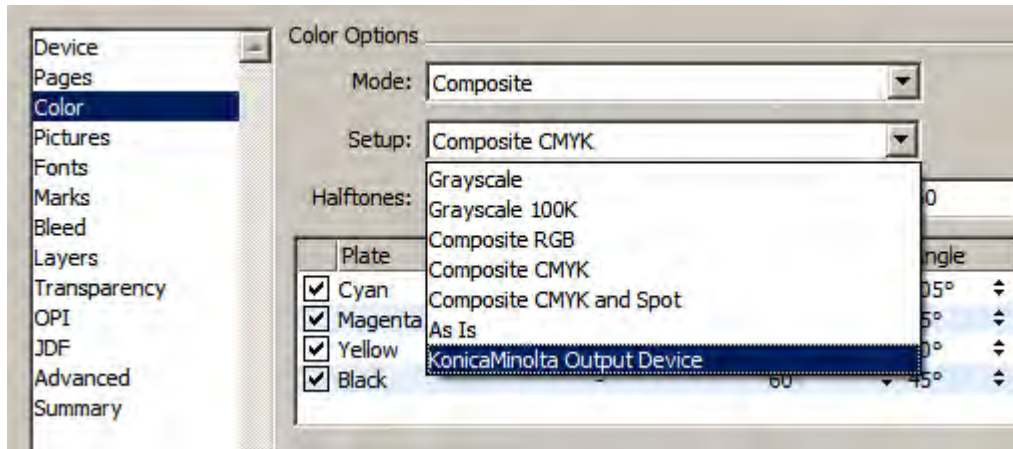 Device
Pages
Color
Pictures
Fonts
Marks
Bleed
Layers
Transparency
OPI
JDF
Advanced
Summary
Color Options
Mode: Composite
Setup: Composite CMYK
Grayscale
Grayscale 100K
Composite RGB
Composite CMYK
Composite CMYK and Spot
As Is
KonicaMinolta Output Device
Halftones:
Plate
Cyan
Magenta
Yellow
Black 60 45°